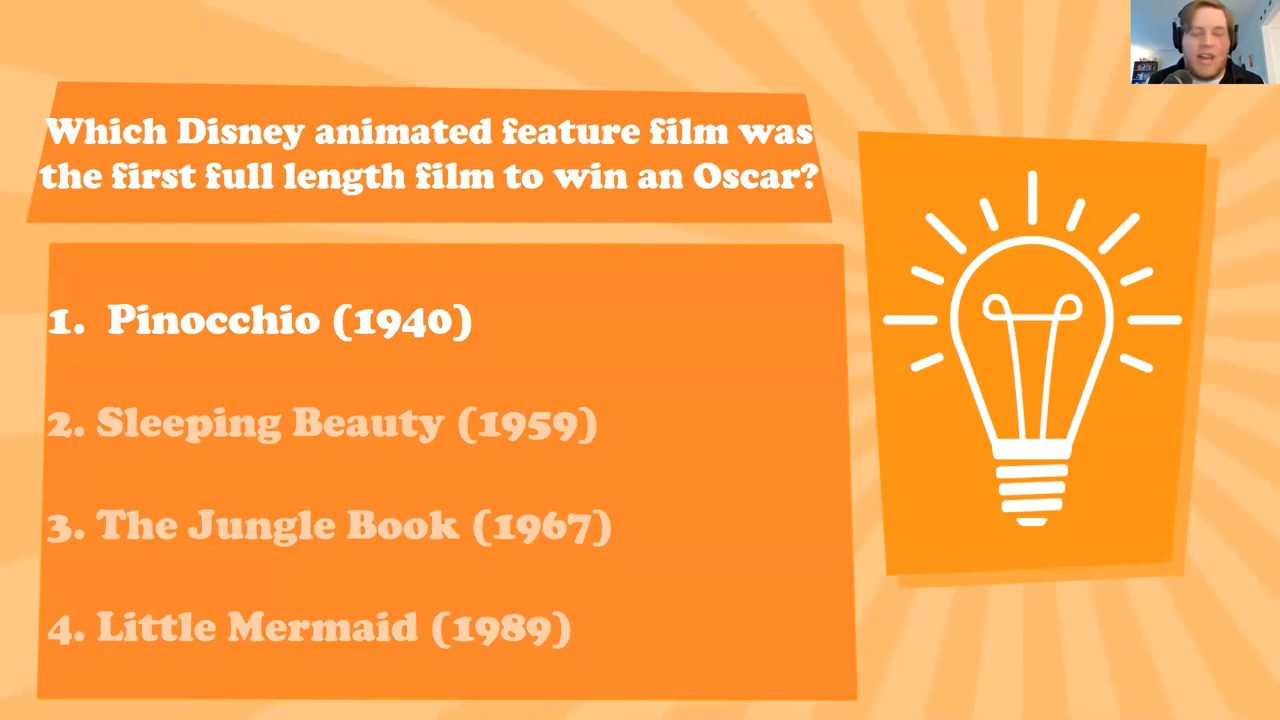 Which Disney animated feature film was
the first full length film to win an Oscar?
1. Pinocchio (1940)
2. Sleeping Beauty (1959)
3. The Jungle Book (1967)
4. Little Mermaid (1989)